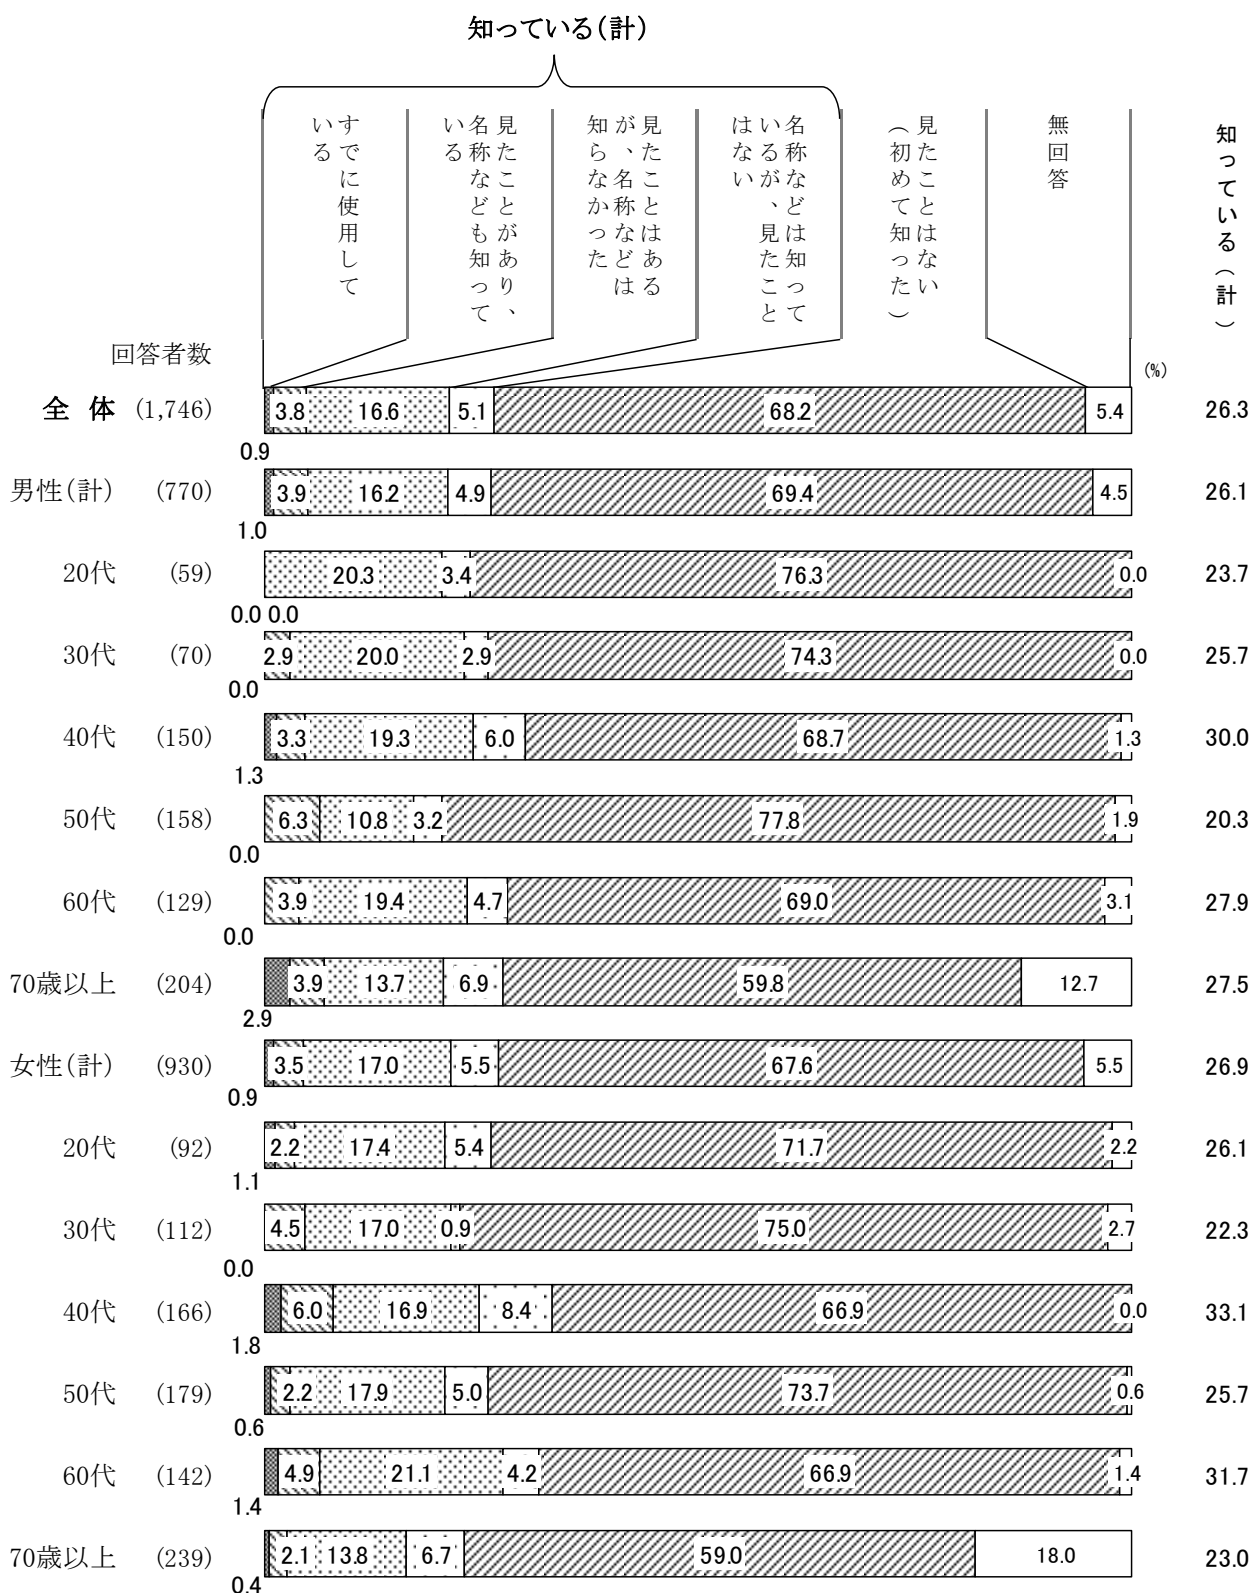 知っている(計)
すでに使用して
いる
見たことがあり、
名称なども知って
いる
見たことはある
が、名称などは
知らなかった
名称などは知って
いるが、見たこと
はない
見たことはない
(初めて知った)
無回答
知っている(計)
回答者数
(%)
全 体 (1,746) 3.8 16.6 5.1 68.2 5.4 26.3
0.9
男性(計) (770) 3.9 16.2 4.9 69.4 4.5 26.1
1.0
20代 (59) 20.3 3.4 76.3 0.0 23.7
0.0 0.0
30代 (70) 2.9 20.0 2.9 74.3 0.0 25.7
0.0
40代 (150) 3.3 19.3 6.0 68.7 1.3 30.0
1.3
50代 (158) 6.3 10.8 3.2 77.8 1.9 20.3
0.0
60代 (129) 3.9 19.4 4.7 69.0 3.1 27.9
0.0
70歳以上 (204) 3.9 13.7 6.9 59.8 12.7 27.5
2.9
女性(計) (930) 3.5 17.0 5.5 67.6 5.5 26.9
0.9
20代 (92) 2.2 17.4 5.4 71.7 2.2 26.1
1.1
30代 (112) 4.5 17.0 0.9 75.0 2.7 22.3
0.0
40代 (166) 6.0 16.9 8.4 66.9 0.0 33.1
1.8
50代 (179) 2.2 17.9 5.0 73.7 0.6 25.7
0.6
60代 (142) 4.9 21.1 4.2 66.9 1.4 31.7
1.4
70歳以上 (239) 2.1 13.8 6.7 59.0 18.0 23.0
0.4